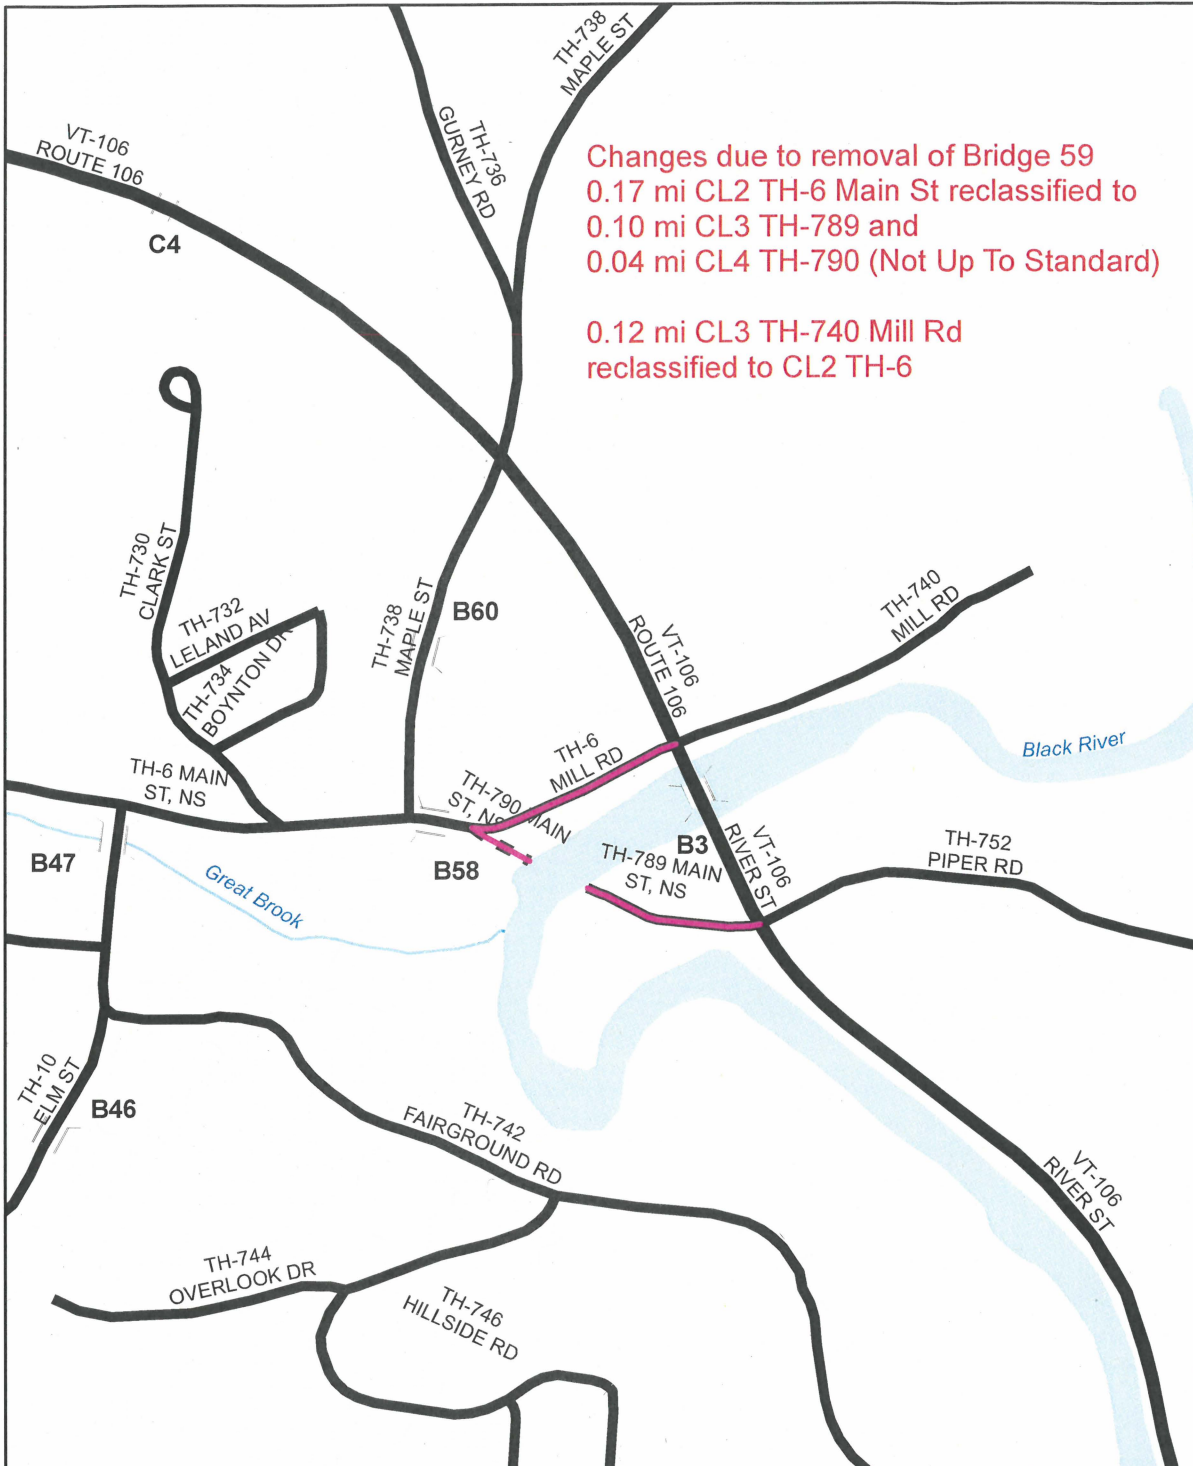 TH-738
MAPLE ST
TH-736
GURNEY RD
VT-106
ROUTE 106
C4
Changes due to removal of Bridge 59
0.17 mi CL2 TH-6 Main St reclassified to
0.10 mi CL3 TH-789 and
0.04 mi CL4 TH-790 (Not Up To Standard)
0.12 mi CL3 TH-740 Mill Rd
reclassified to CL2 TH-6
TH-730
CLARK ST
TH-732
LELAND AV
TH-734
BOYNTON DR
TH-738
MAPLE ST
B60
VT-106
ROUTE 106
TH-740
MILL RD
Black River
TH-6
MILL RD
TH-6 MAIN
ST, NS
TH-790 MAIN
ST, NS
B47
Great Brook
B58
B3
TH-789 MAIN
ST, NS
VT-106
RIVER ST
TH-752
PIPER RD
TH-10
ELM ST
B46
TH-742
FAIRGROUND RD
VT-106
RIVER ST
TH-744
OVERLOOK DR
TH-746
HILLSIDE RD